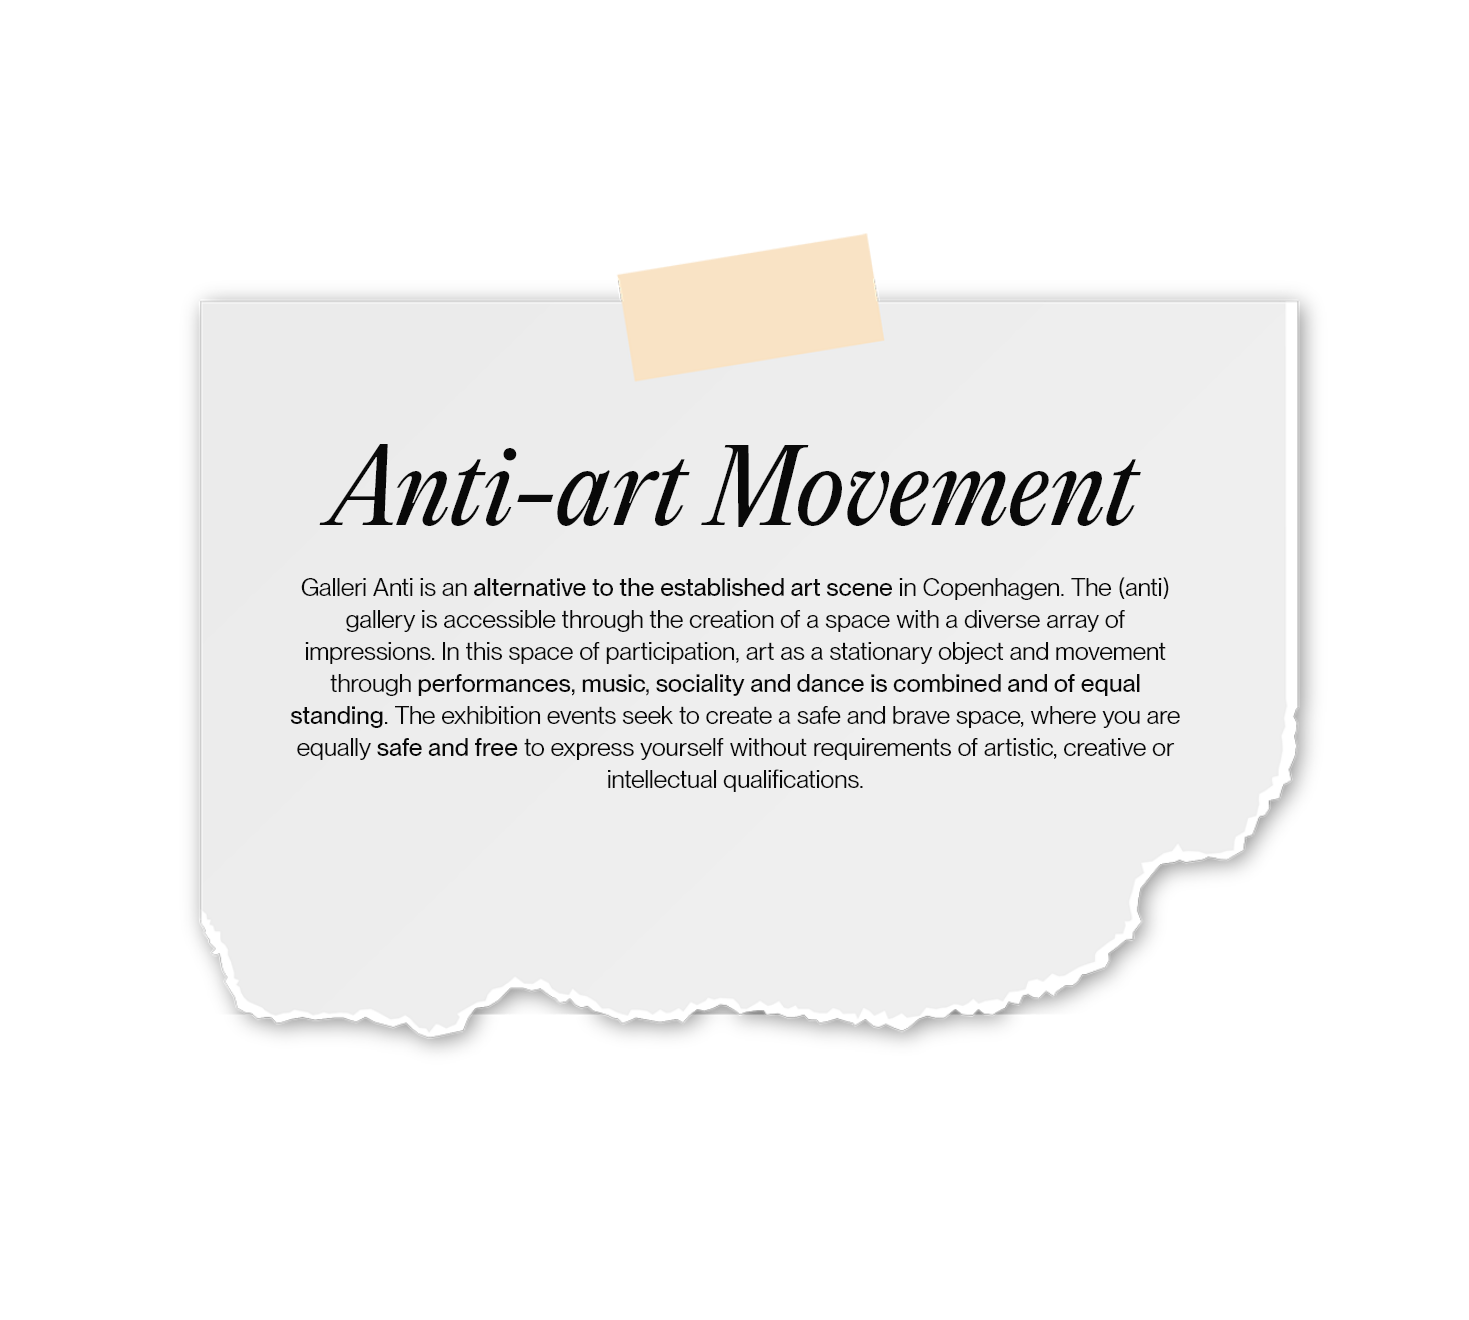 Anti-art Movement
Galleri Anti is an alternative to the established art scene in Copenhagen. The (anti)
gallery is accessible through the creation of a space with a diverse array of
impressions. In this space of participation, art as a stationary object and movement
through performances, music, sociality and dance is combined and of equal
standing. The exhibition events seek to create a safe and brave space, where you are
equally safe and free to express yourself without requirements of artistic, creative or
intellectual qualifications.